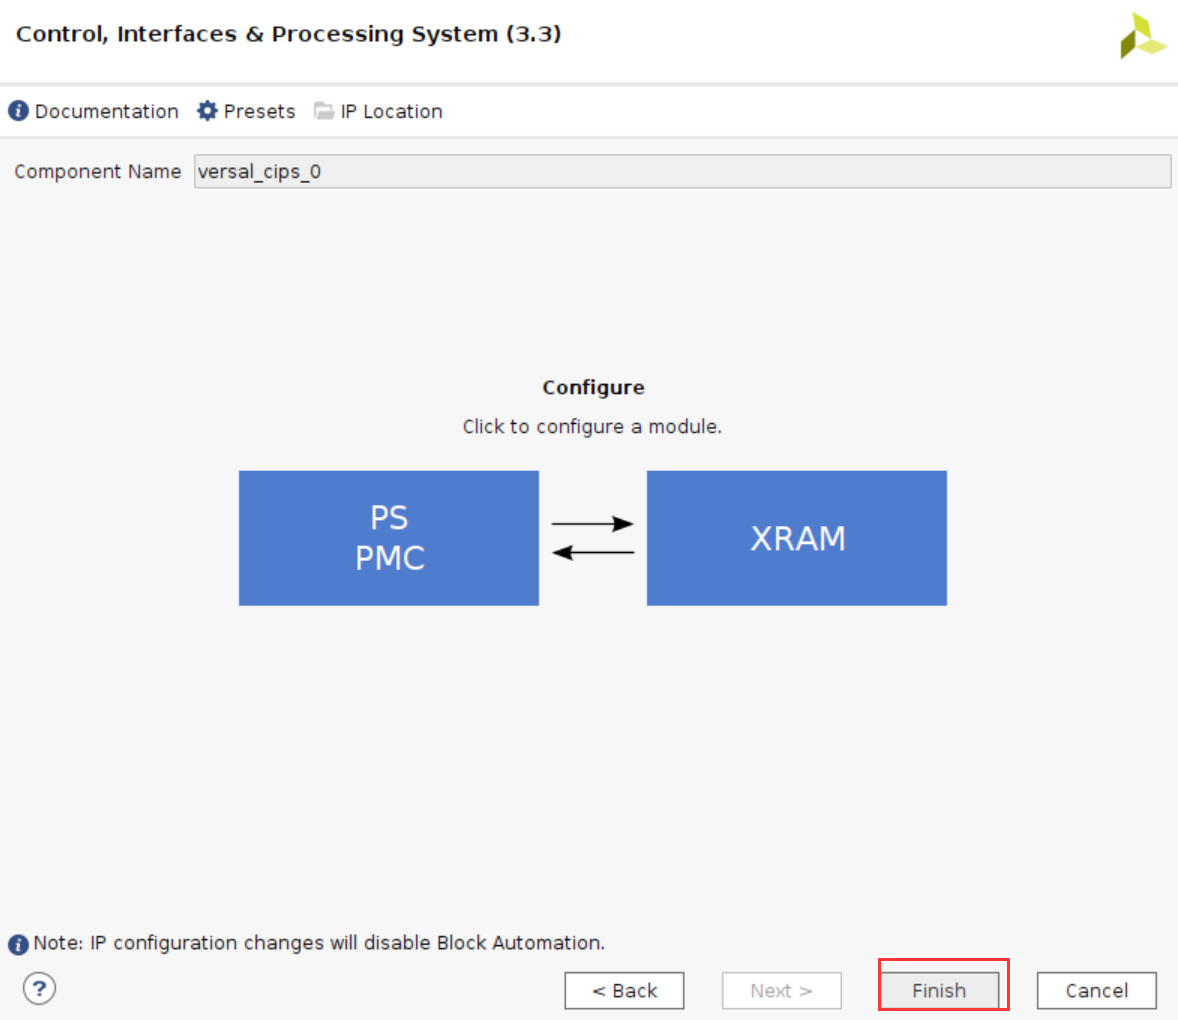 Control, Interfaces & Processing System (3.3)
Documentation Presets IP Location
Component Name versal_cips_0
Configure
Click to configure a module.
PS
PMC
XRAM
Note: IP configuration changes will disable Block Automation.
? < Back Next > Finish Cancel